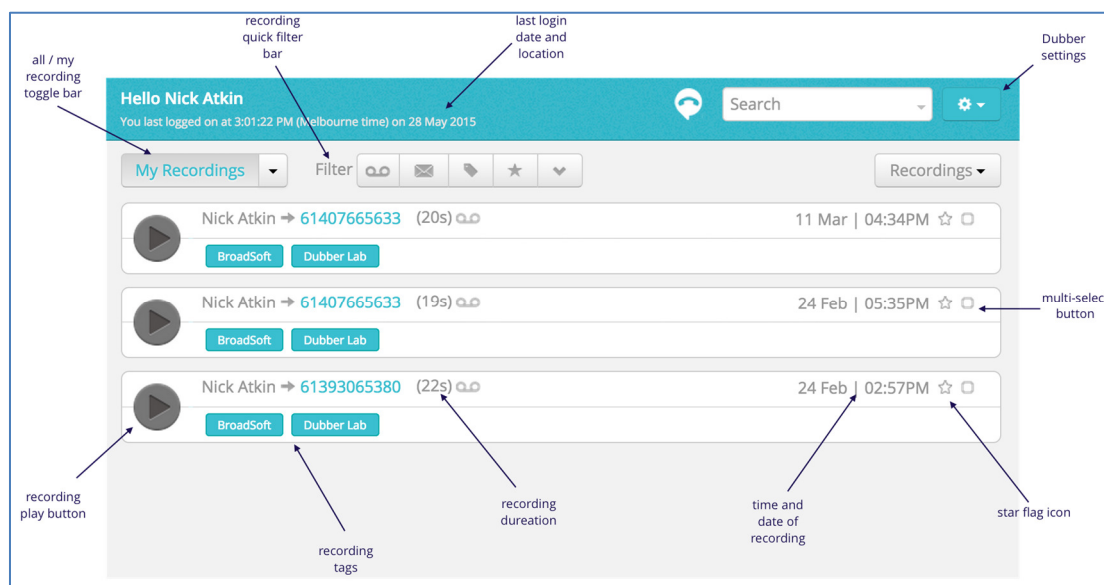 recording
quick filter
bar
last login
date and
location
Dubber
settings
all / my
recording
toggle bar
Hello Nick Atkin
You last logged on at 3:01:22 PM (Melbourne time) on 28 May 2015
Search
My Recordings
Filter
Recordings
Nick Atkin 61407665633 (20s) 11 Mar | 04:34PM
BroadSoft Dubber Lab
Nick Atkin 61407665633 (19s) 24 Feb | 05:35PM
BroadSoft Dubber Lab
multi-selec
button
Nick Atkin 61393065380 (22s) 24 Feb | 02:57PM
BroadSoft Dubber Lab
recording
play button
recording
dureation
time and
date of
recording
star flag icon
recording
tags